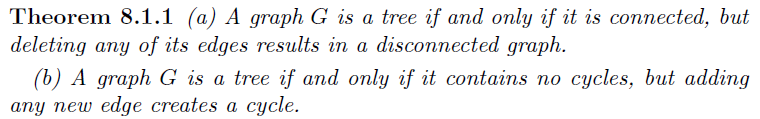 Theorem 8.1.1 (a) A graph G is a tree if and only if it is connected, but
deleting any of its edges results in a disconnected graph.
(b) A graph G is a tree if and only if it contains no cycles, but adding
any new edge creates a cycle.